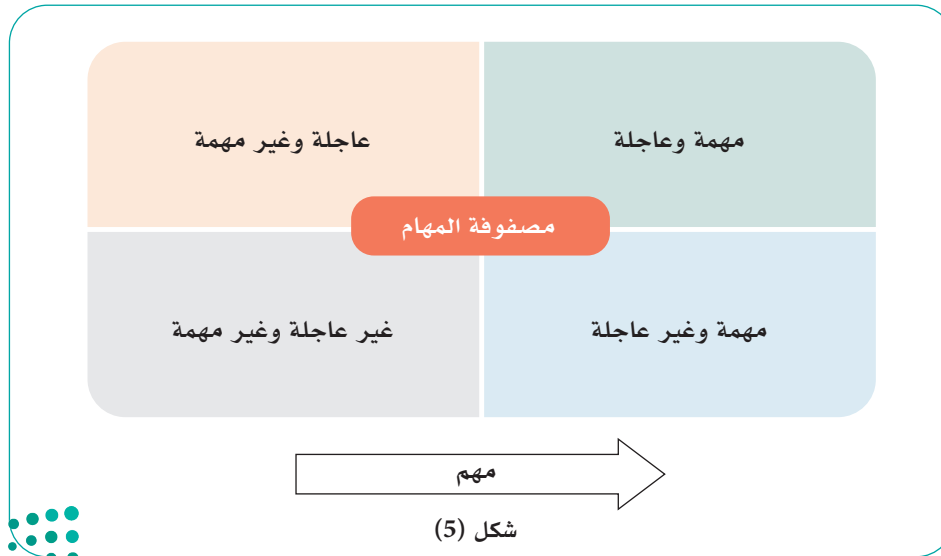 مهمة وعاجلة
عاجلة وغير مهمة
مصفوفة المهام
مهمة وغير عاجلة
غير عاجلة وغير مهمة
مهم
شكل (5)